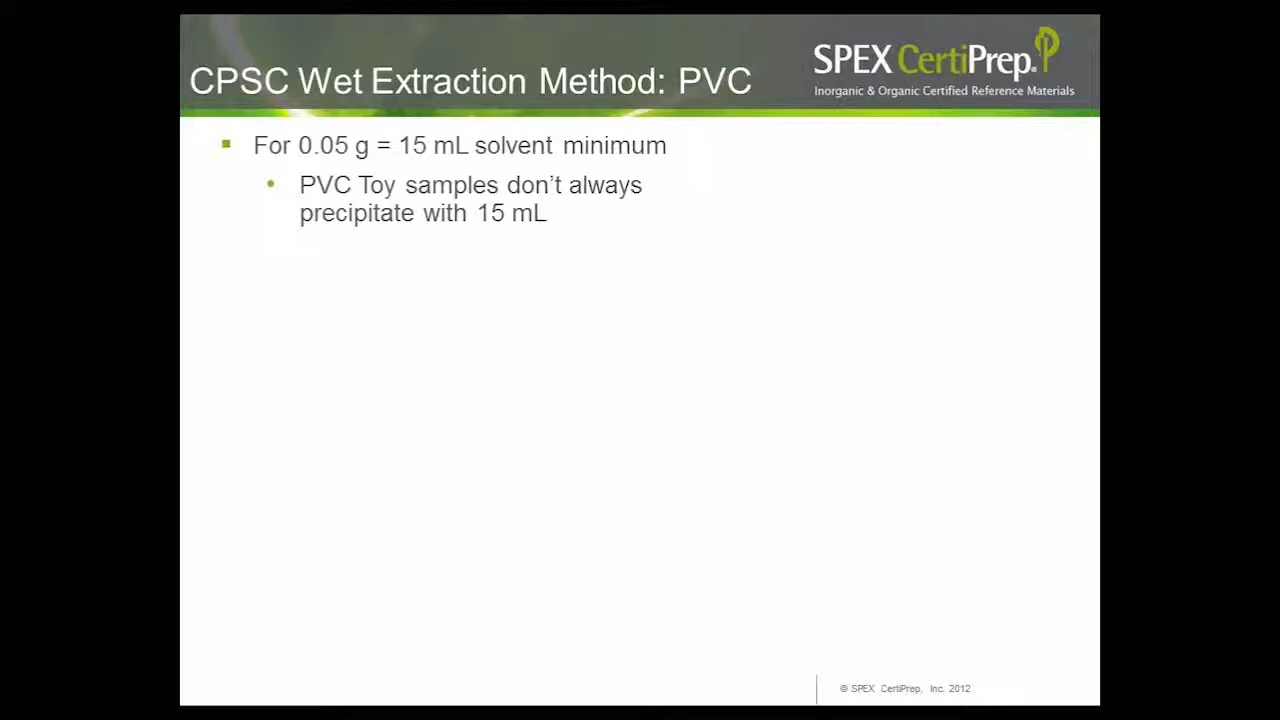 CPSC Wet Extraction Method: PVC
SPEX CertiPrep.
Inorganic & Organic Certified Reference Materials
For 0.05 g = 15 mL solvent minimum
PVC Toy samples don’t always
precipitate with 15 mL
© SPEX CertiPrep, Inc. 2012